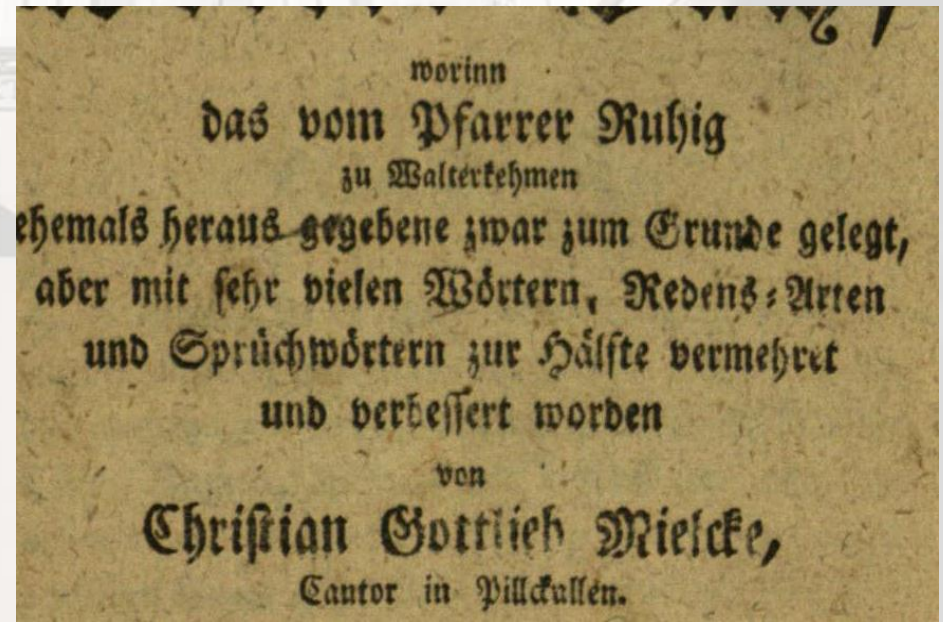 worinn
das vom Pfarrer Ruhig
zu Walterkehmen
ehemals heraus gegebene zwar zum Grunde gelegt,
aber mit sehr vielen Wörtern, Redens-Arten
und Sprüchwörtern zur Hälfte vermehret
und verbessert worden
von
Christian Gottlieb Mielcke,
Cantor in Pillckallen.